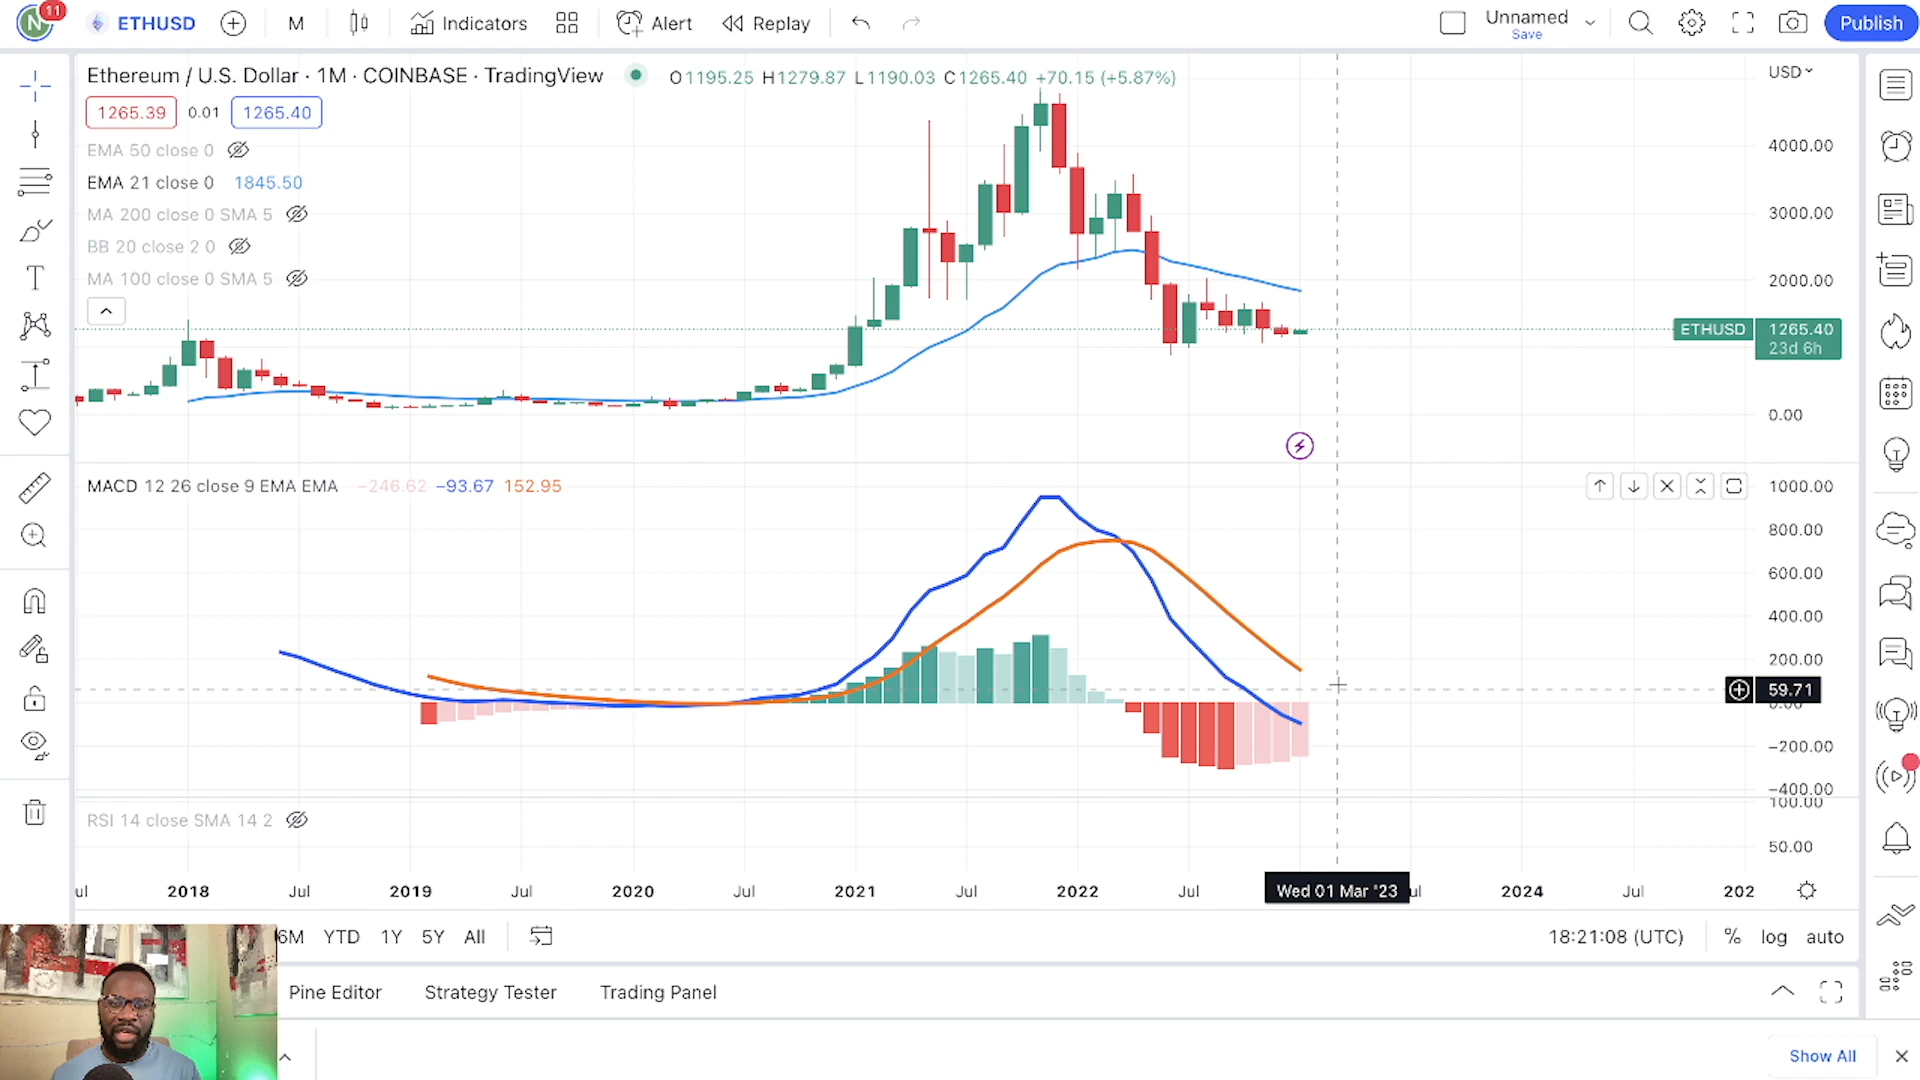 N 11 ETHUSD M Indicators Alert Replay Unnamed Save Publish
Ethereum / U.S. Dollar · 1M · COINBASE · TradingView O1195.25 H1279.87 L1190.03 C1265.40 +70.15 (+5.87%) USD
1265.39 0.01 1265.40
EMA 50 close 0
EMA 21 close 0 1845.50
MA 200 close 0 SMA 5
BB 20 close 2 0
MA 100 close 0 SMA 5
4000.00
3000.00
2000.00
ETHUSD 1265.40
23d 6h
0.00
MACD 12 26 close 9 EMA EMA −246.62 −93.67 152.95
1000.00
800.00
600.00
400.00
200.00
59.71
0.00
−200.00
−400.00
RSI 14 close SMA 14 2
100.00
50.00
ul 2018 Jul 2019 Jul 2020 Jul 2021 Jul 2022 Jul Wed 01 Mar '23 ul 2024 Jul 202
6M YTD 1Y 5Y All 18:21:08 (UTC) % log auto
Pine Editor Strategy Tester Trading Panel
Show All